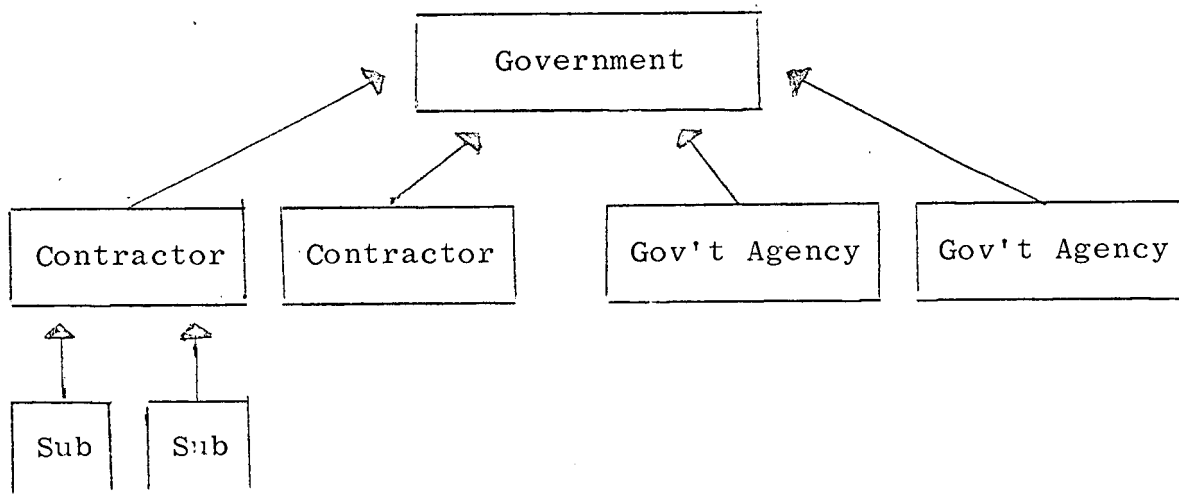 Government
Contractor
Contractor
Gov't Agency
Gov't Agency
Sub
Sub